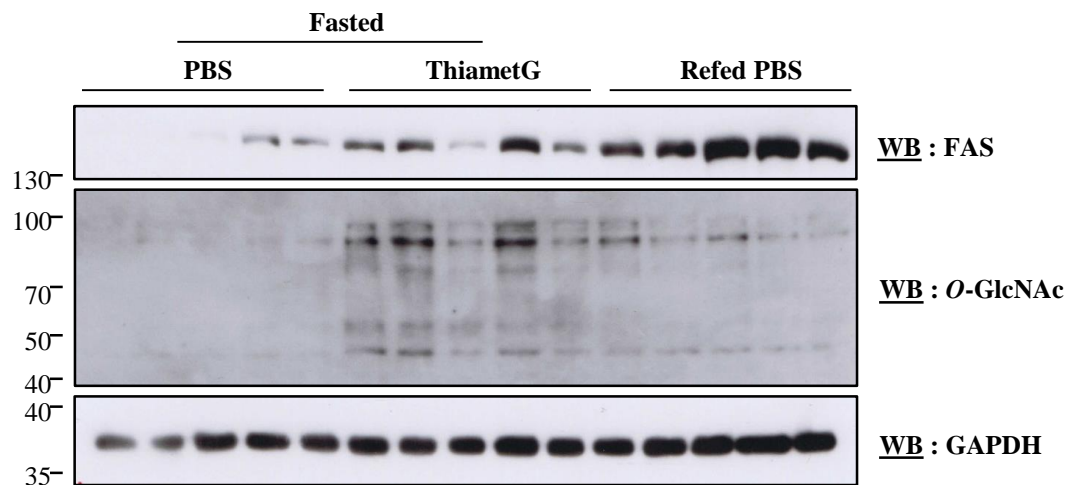 Fasted
PBS ThiametG Refed PBS
WB : FAS
130
100
70
50
40
WB : O-GlcNAc
40
35
WB : GAPDH